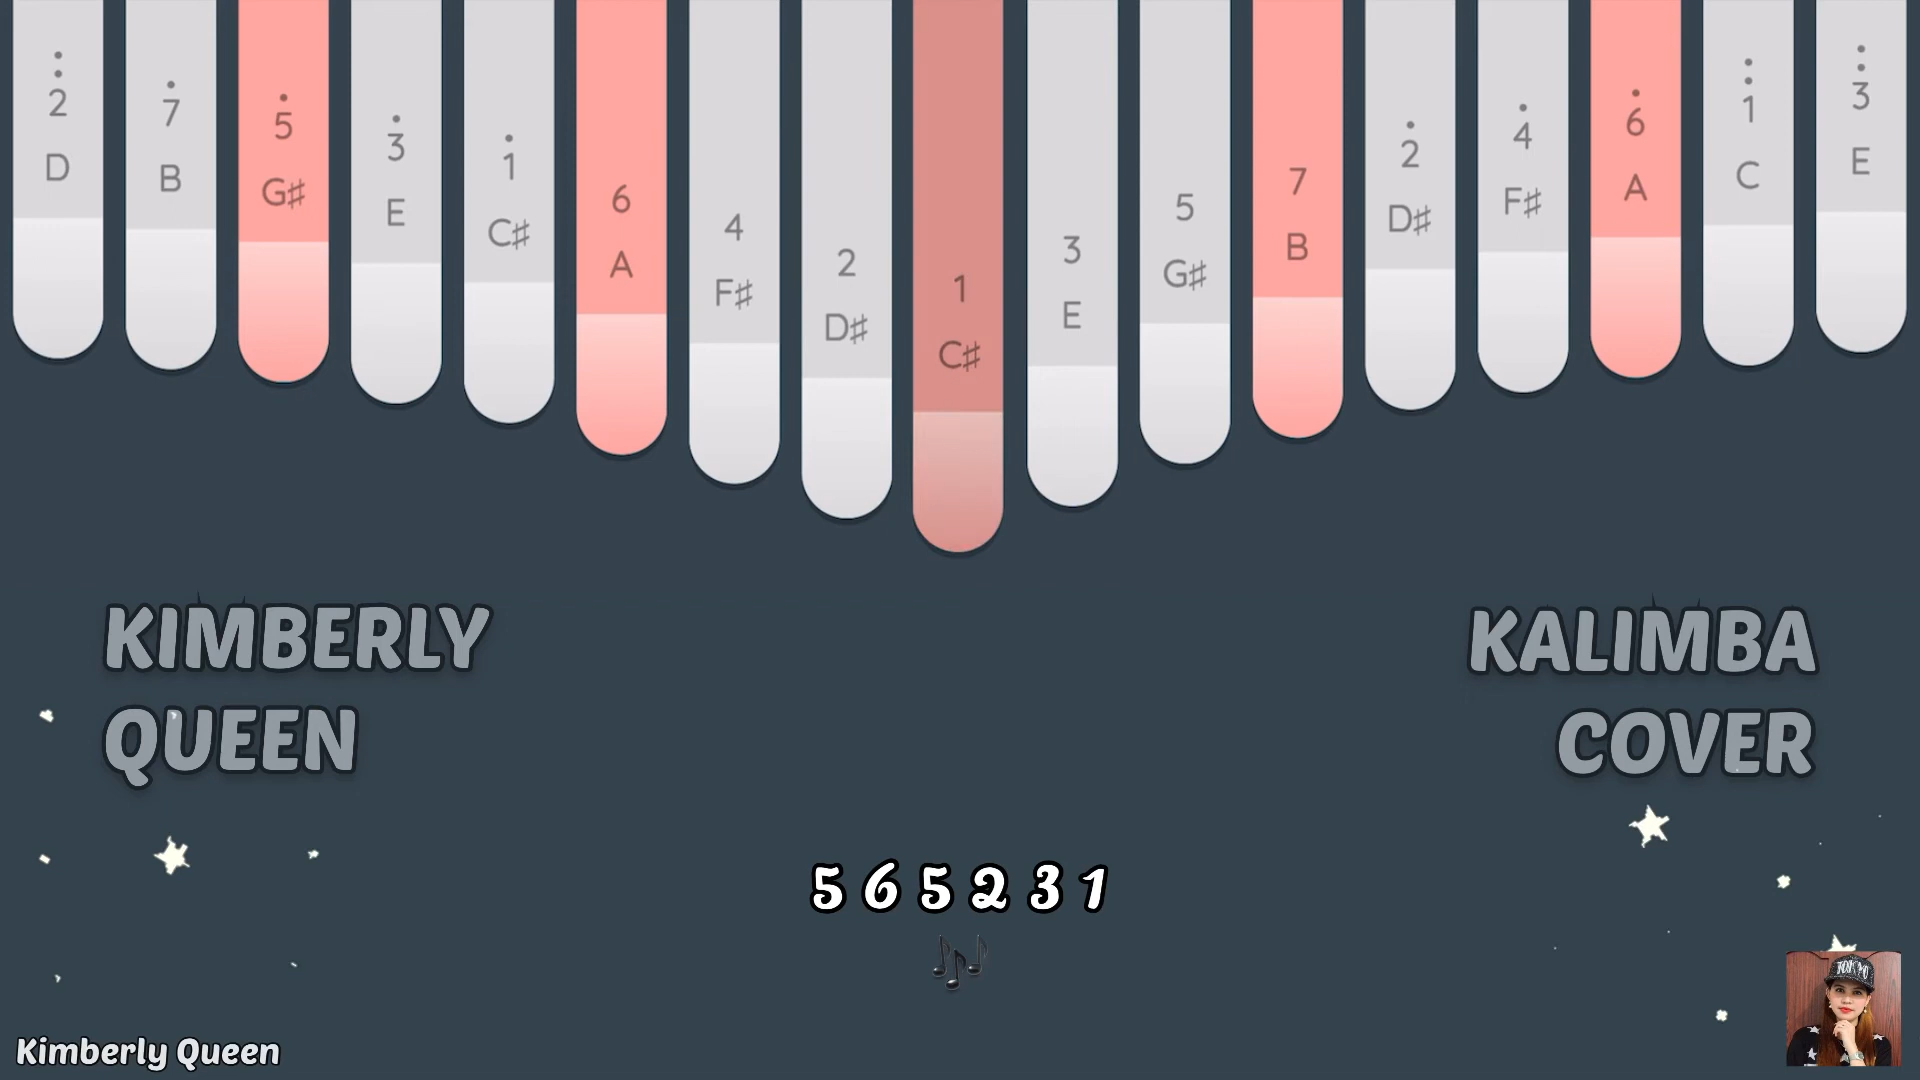 2 7 5 3 1 6 4 2 1 3 5 7 2 4 6 1 3
D B G♯ E C♯ A F♯ D♯ C♯ E G♯ B D♯ F♯ A C E
KIMBERLY
QUEEN
KALIMBA
COVER
5 6 5 2 3 1
Kimberly Queen
TOKYO